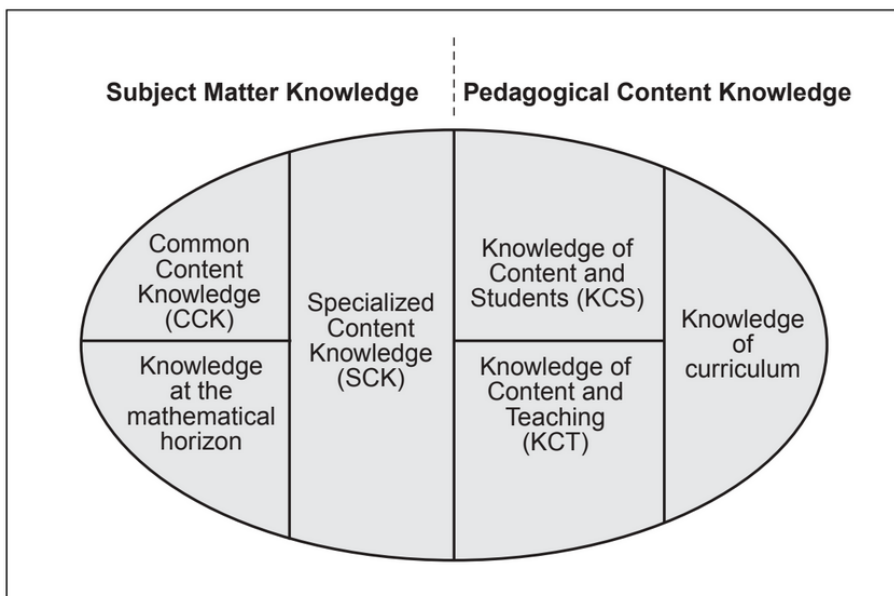 Subject Matter Knowledge
Pedagogical Content Knowledge
Common
Content
Knowledge
(CCK)
Knowledge
at the
mathematical
horizon
Specialized
Content
Knowledge
(SCK)
Knowledge of
Content and
Students (KCS)
Knowledge of
Content and
Teaching
(KCT)
Knowledge
of
curriculum